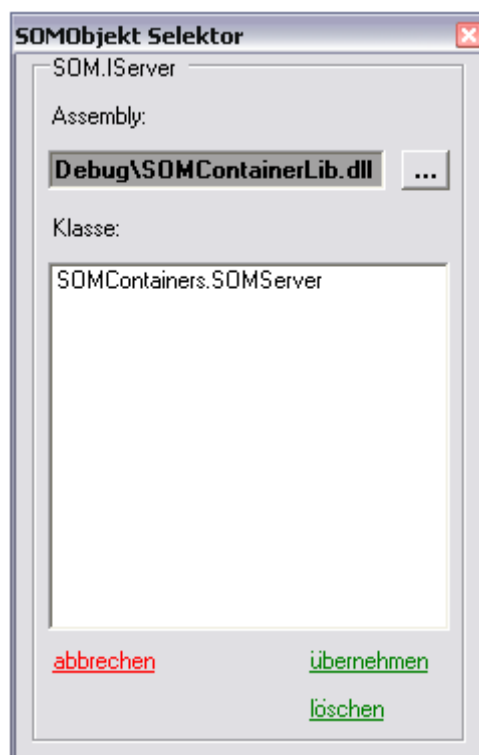 SOMObjekt Selektor
SOM.IServer
Assembly:
Debug\SOMContainerLib.dll ...
Klasse:
SOMContainers.SOMServer
abbrechen übernehmen
löschen